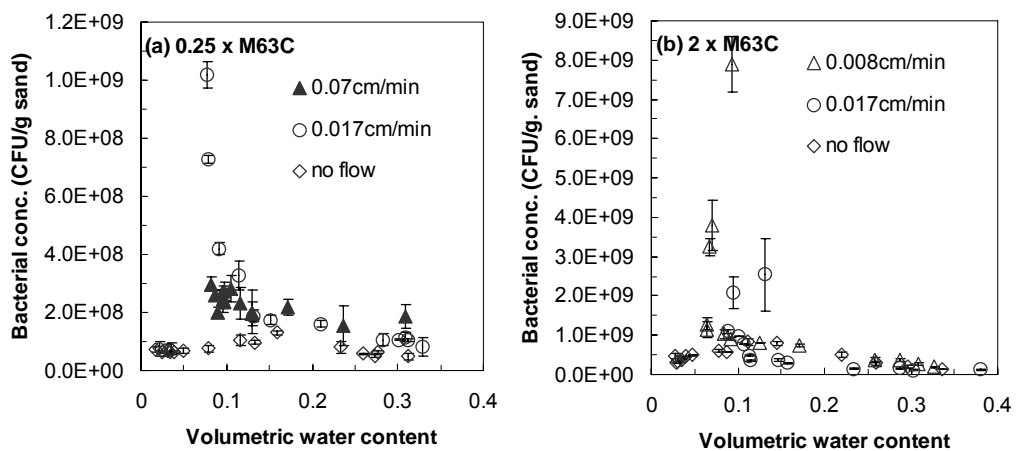 (a) 0.25 x M63C
Bacterial conc. (CFU/g sand)
1.2E+09
1.0E+09
8.0E+08
6.0E+08
4.0E+08
2.0E+08
0.0E+00
0.07cm/min
0.017cm/min
no flow
0
0.1
0.2
0.3
0.4
Volumetric water content
(b) 2 x M63C
Bacterial conc. (CFU/g. sand)
9.0E+09
8.0E+09
7.0E+09
6.0E+09
5.0E+09
4.0E+09
3.0E+09
2.0E+09
1.0E+09
0.0E+00
0.008cm/min
0.017cm/min
no flow
0
0.1
0.2
0.3
0.4
Volumetric water content